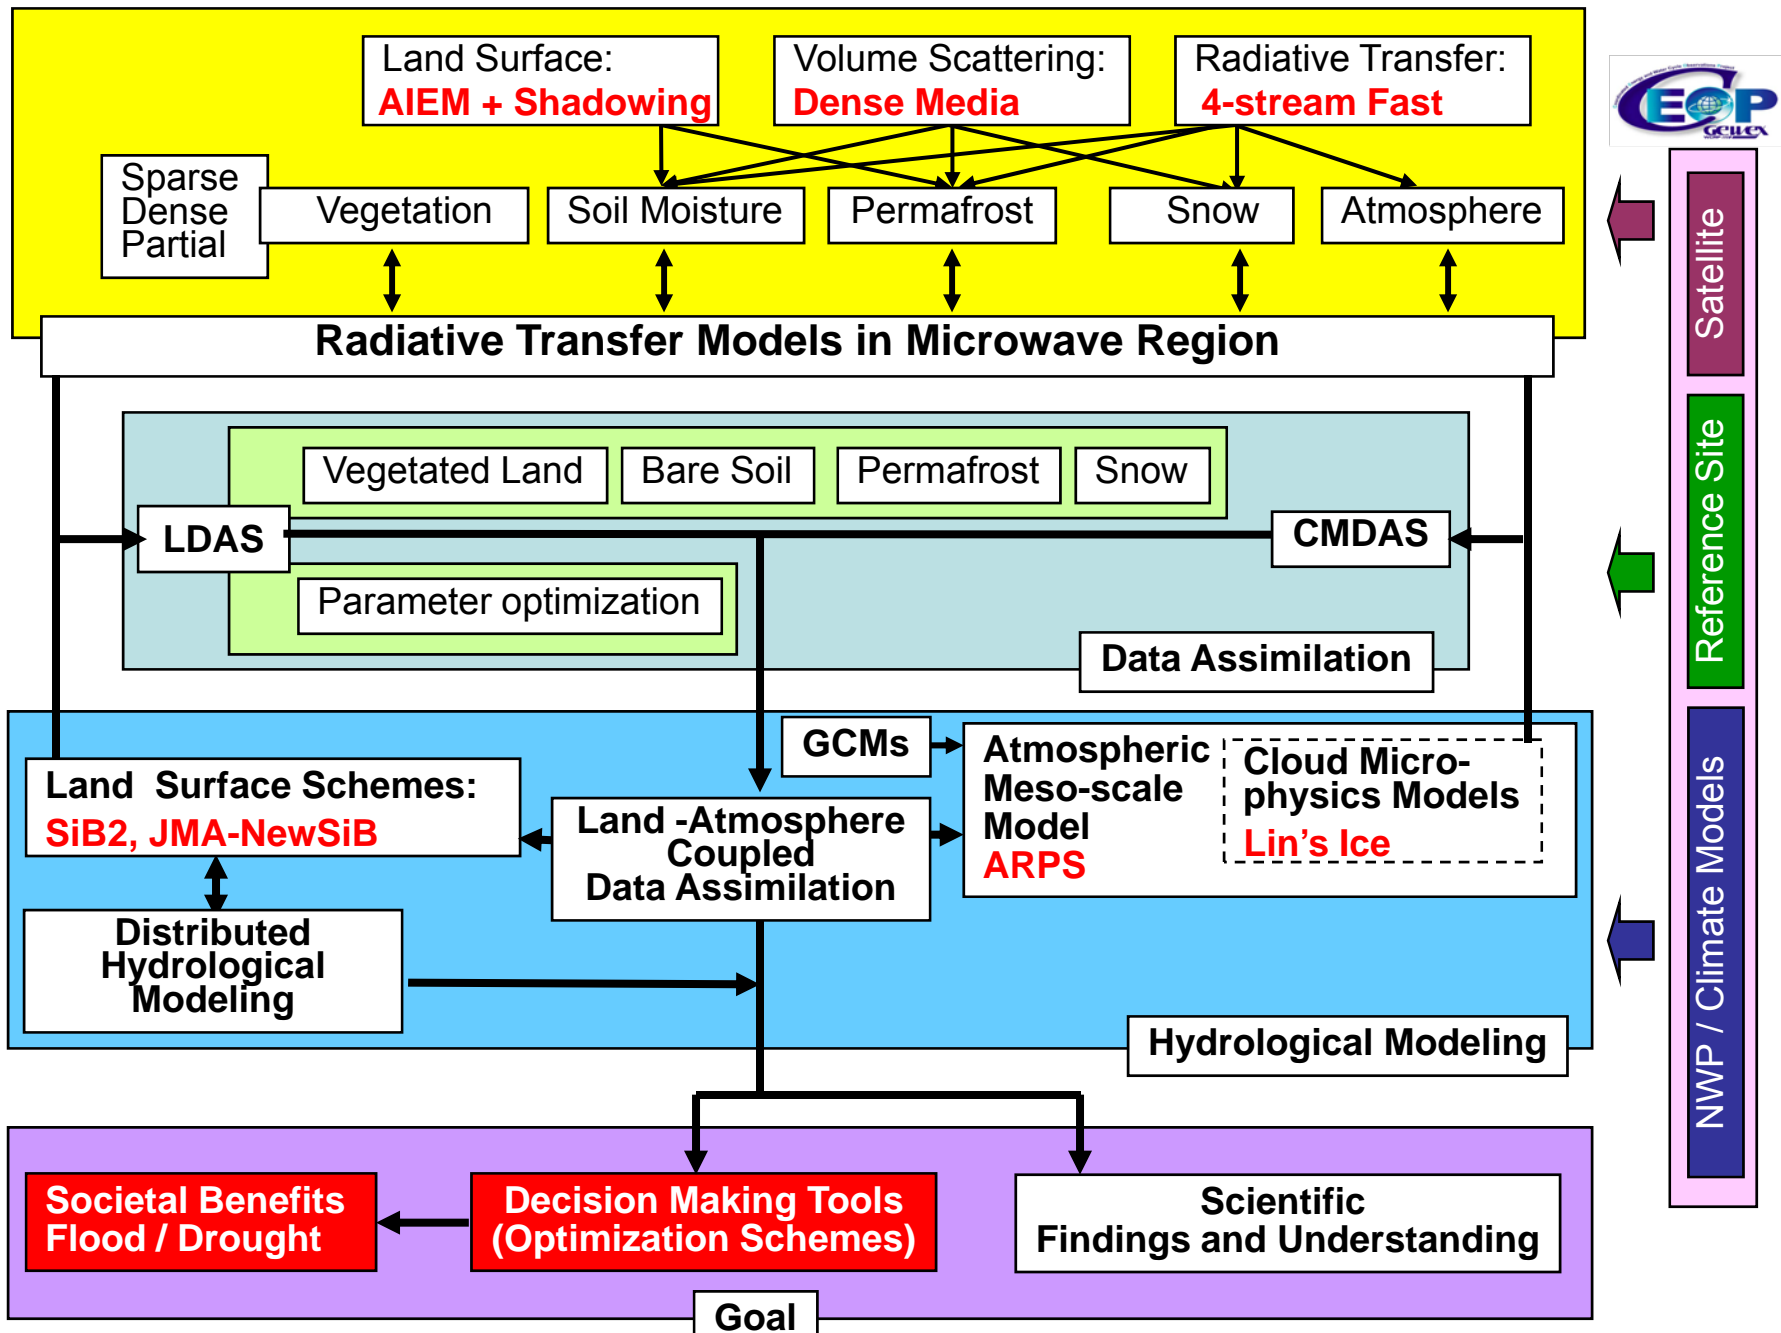 Land Surface:
AIEM + Shadowing
Volume Scattering:
Dense Media
Radiative Transfer:
4-stream Fast
CEOP
GEWEX
Sparse
Dense
Partial
Vegetation
Soil Moisture
Permafrost
Snow
Atmosphere
Radiative Transfer Models in Microwave Region
Vegetated Land
Bare Soil
Permafrost
Snow
LDAS
CMDAS
Parameter optimization
Data Assimilation
GCMs
Atmospheric
Meso-scale
Model
ARPS
Cloud Micro-
physics Models
Lin’s Ice
Land Surface Schemes:
SiB2, JMA-NewSiB
Land -Atmosphere
Coupled
Data Assimilation
Distributed
Hydrological
Modeling
Hydrological Modeling
Societal Benefits
Flood / Drought
Decision Making Tools
(Optimization Schemes)
Scientific
Findings and Understanding
Goal
Satellite
Reference Site
NWP / Climate Models